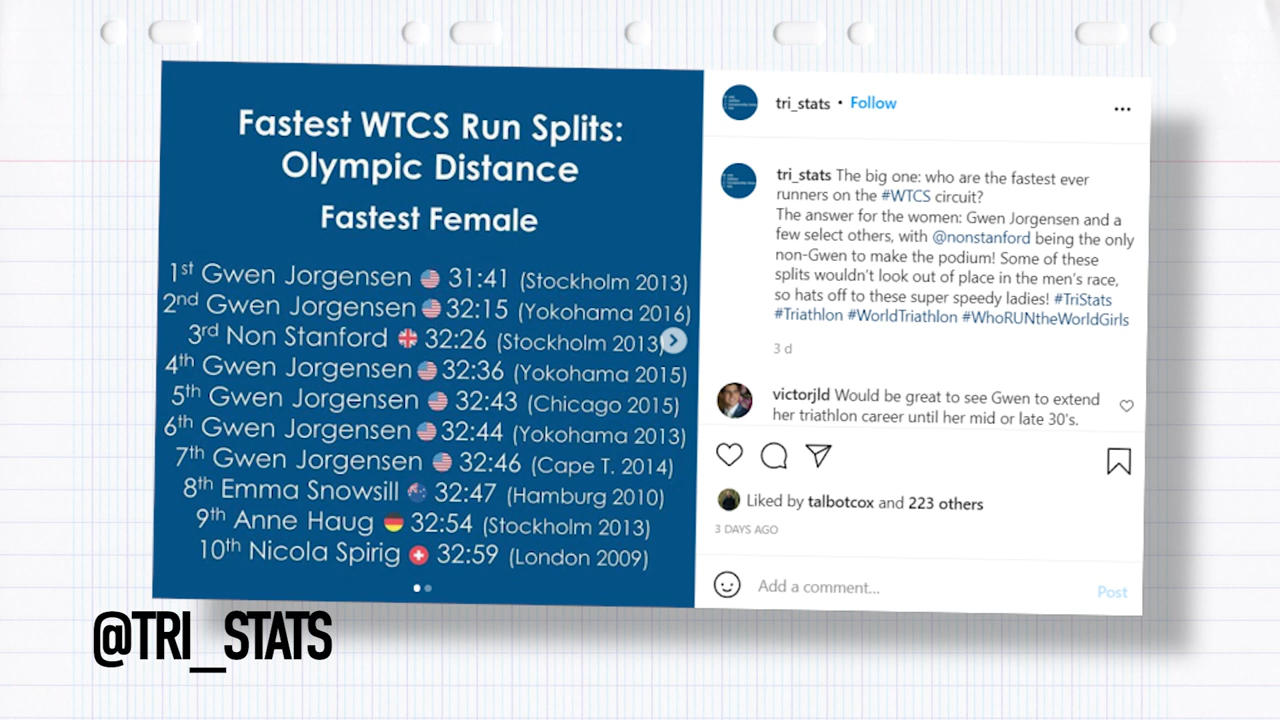 Fastest WTCS Run Splits:
Olympic Distance
Fastest Female
1st Gwen Jorgensen 31:41 (Stockholm 2013)
2nd Gwen Jorgensen 32:15 (Yokohama 2016)
3rd Non Stanford 32:26 (Stockholm 2013)
4th Gwen Jorgensen 32:36 (Yokohama 2015)
5th Gwen Jorgensen 32:43 (Chicago 2015)
6th Gwen Jorgensen 32:44 (Yokohama 2013)
7th Gwen Jorgensen 32:46 (Cape T. 2014)
8th Emma Snowsill 32:47 (Hamburg 2010)
9th Anne Haug 32:54 (Stockholm 2013)
10th Nicola Spirig 32:59 (London 2009)
tri_stats • Follow
tri_stats The big one: who are the fastest ever
runners on the #WTCS circuit?
The answer for the women: Gwen Jorgensen and a
few select others, with @nonstanford being the only
non-Gwen to make the podium! Some of these
splits wouldn't look out of place in the men's race,
so hats off to these super speedy ladies! #TriStats
#Triathlon #WorldTriathlon #WhoRUNtheWorldGirls
3 d
victorjld Would be great to see Gwen to extend
her triathlon career until her mid or late 30's.
Liked by talbotcox and 223 others
3 DAYS AGO
Add a comment...
Post
@TRI_STATS